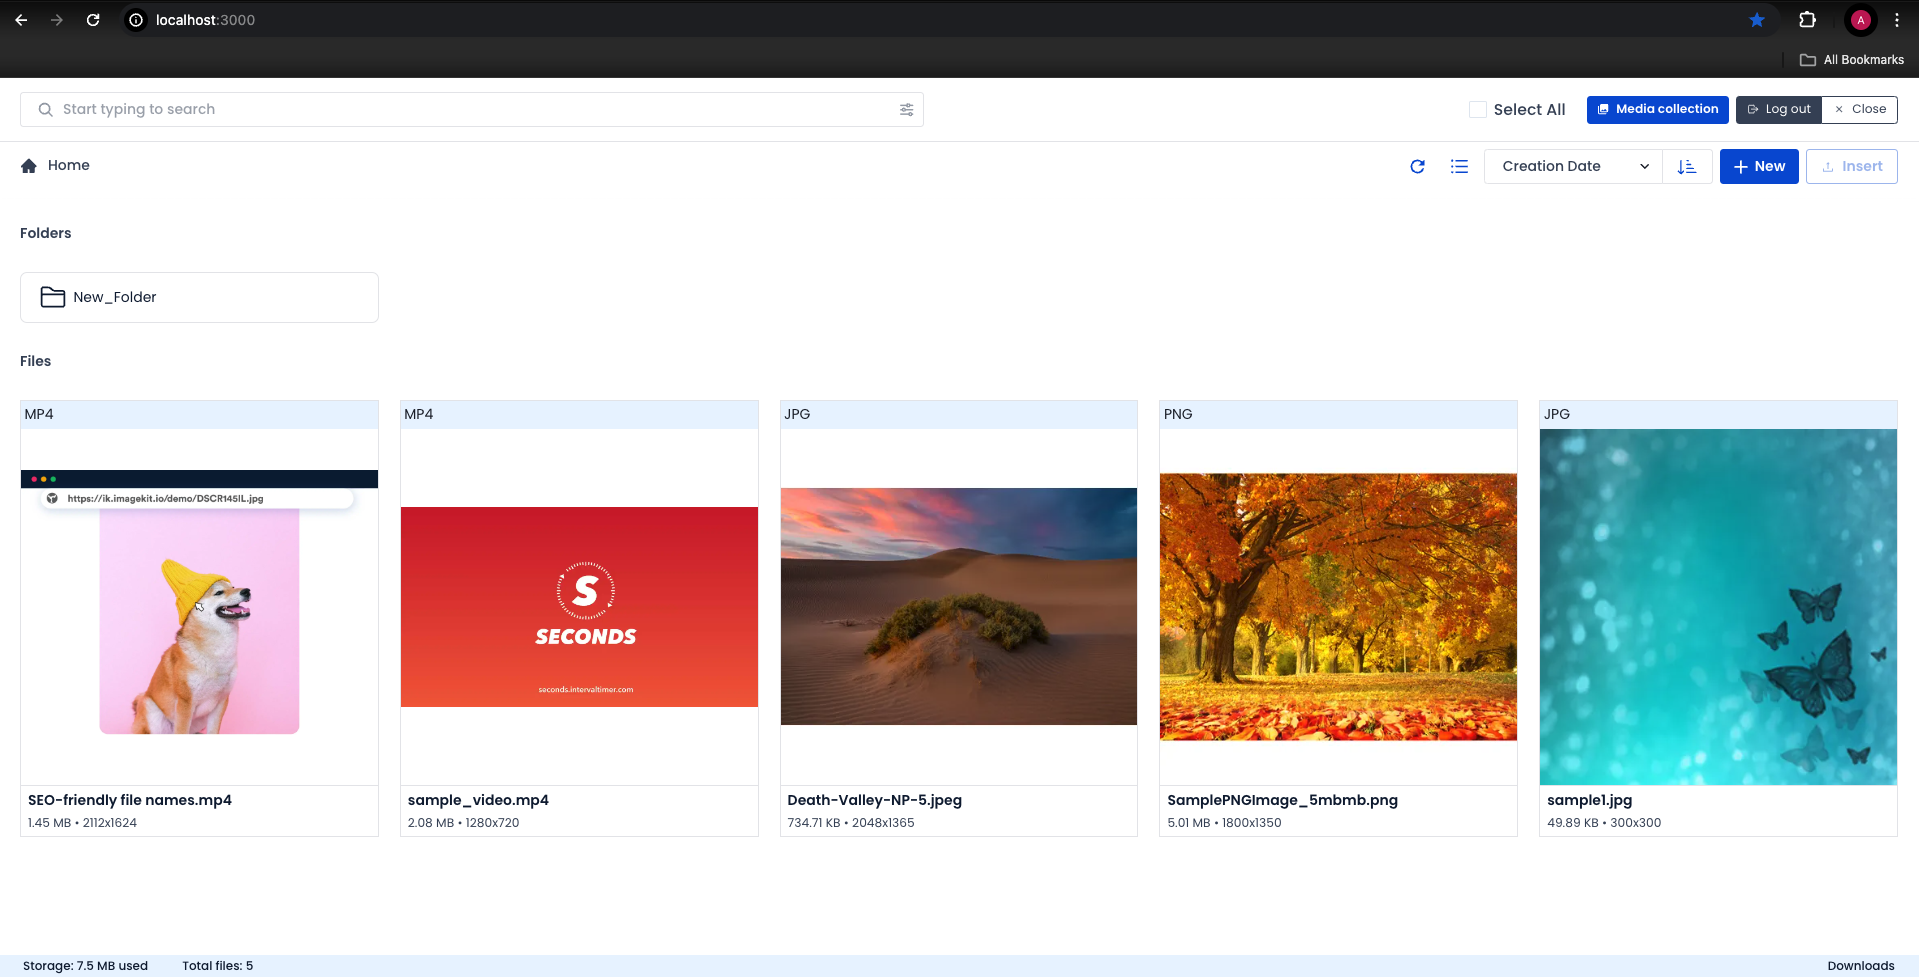 localhost:3000
A
All Bookmarks
Start typing to search
Select All
Media collection
Log out
× Close
Home
Creation Date
+ New
Insert
Folders
New_Folder
Files
MP4
MP4
JPG
PNG
JPG
https://ik.imagekit.io/demo/DSCR145IL.jpg
S
SECONDS
seconds.intervaltimer.com
SEO-friendly file names.mp4
1.45 MB • 2112x1624
sample_video.mp4
2.08 MB • 1280x720
Death-Valley-NP-5.jpeg
734.71 KB • 2048x1365
SamplePNGImage_5mbmb.png
5.01 MB • 1800x1350
sample1.jpg
49.89 KB • 300x300
Storage: 7.5 MB used
Total files: 5
Downloads